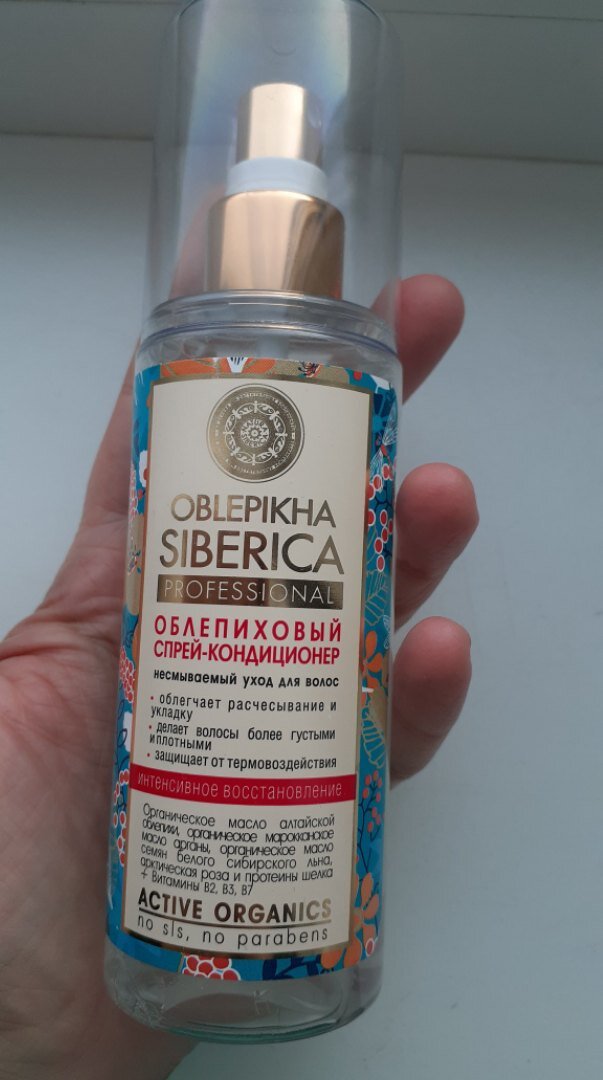 OBLEPIKHA
SIBERICA
PROFESSIONAL
ОБЛЕПИХОВЫЙ
СПРЕЙ-КОНДИЦИОНЕР
несмываемый уход для волос
• облегчает расчесывание и
укладку
• делает волосы более густыми
и плотными
• защищает от термовоздействия
интенсивное восстановление
Органическое масло алтайской
облепихи, органическое марокканское
масло арганы, органическое масло
семян белого сибирского льна,
арктическая роза и протеины шелка
+ Витамины B2, B3, B7
ACTIVE ORGANICS
no sls, no parabens